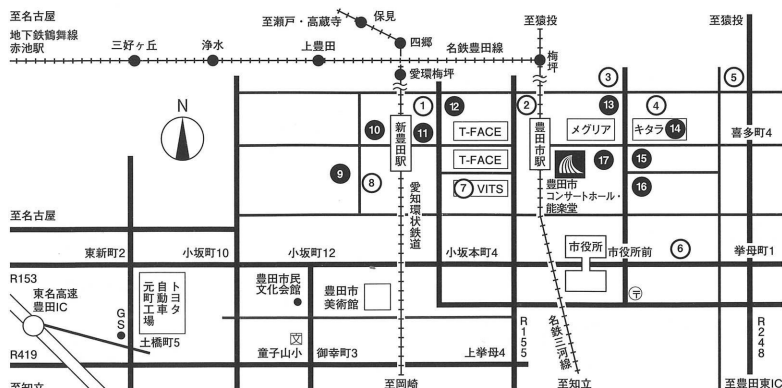 至名古屋
地下鉄鶴舞線
赤池駅
三好ヶ丘
浄水
上豊田
至瀬戸・高蔵寺
保見
四郷
愛環梅坪
名鉄豊田線
至猿投
梅坪
至猿投
N
1
12
2
3
13
4
5
10
新豊田駅
11
T-FACE
豊田市駅
メグリア
キタラ
14
喜多町4
9
8
T-FACE
17
15
7
VITS
豊田市
コンサートホール・
能楽堂
16
愛知環状鉄道
至名古屋
東新町2
小坂町10
小坂町12
小坂本町4
市役所
市役所前
6
挙母町1
R153
東名高速
豊田IC
トヨタ
自動車
元町工場
GS
土橋町5
豊田市民
文化会館
豊田市
美術館
〒
文
R419
童子山小
御幸町3
上挙母4
R155
名鉄三河線
R248
至知立
至岡崎
至知立
至豊田東IC